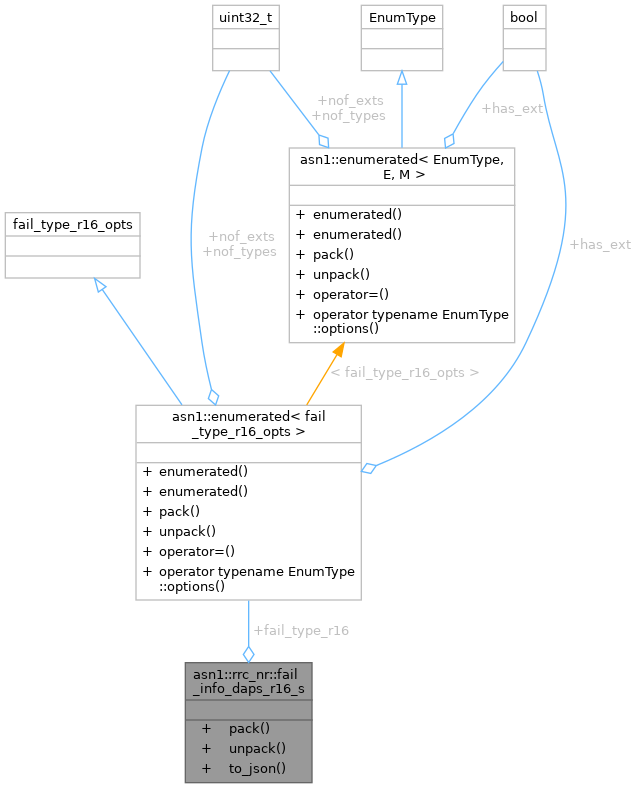 uint32_t
EnumType
bool
+nof_exts
+nof_types
+has_ext
asn1::enumerated< EnumType,
E, M >
+ enumerated()
+ enumerated()
+ pack()
+ unpack()
+ operator=()
+ operator typename EnumType
::options()
fail_type_r16_opts
+nof_exts
+nof_types
+has_ext
< fail_type_r16_opts >
asn1::enumerated< fail
_type_r16_opts >
+ enumerated()
+ enumerated()
+ pack()
+ unpack()
+ operator=()
+ operator typename EnumType
::options()
+fail_type_r16
asn1::rrc_nr::fail
_info_daps_r16_s
+ pack()
+ unpack()
+ to_json()